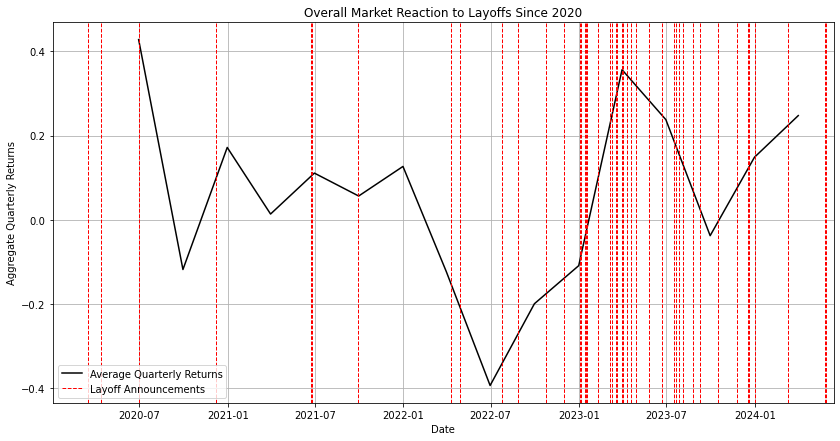 Overall Market Reaction to Layoffs Since 2020
Aggregate Quarterly Returns
0.4
0.2
0.0
−0.2
−0.4
Average Quarterly Returns
Layoff Announcements
2020-07
2021-01
2021-07
2022-01
2022-07
2023-01
2023-07
2024-01
Date